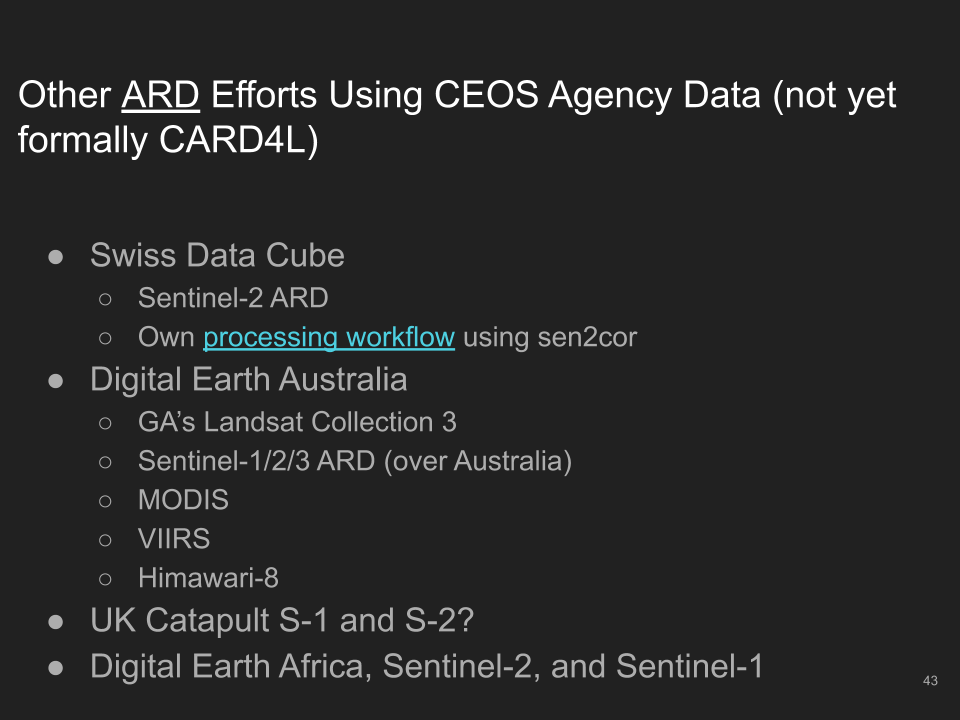 Other ARD Efforts Using CEOS Agency Data (not yet
formally CARD4L)
● Swiss Data Cube
○ Sentinel-2 ARD
○ Own processing workflow using sen2cor
● Digital Earth Australia
○ GA’s Landsat Collection 3
○ Sentinel-1/2/3 ARD (over Australia)
○ MODIS
○ VIIRS
○ Himawari-8
● UK Catapult S-1 and S-2?
● Digital Earth Africa, Sentinel-2, and Sentinel-1
43